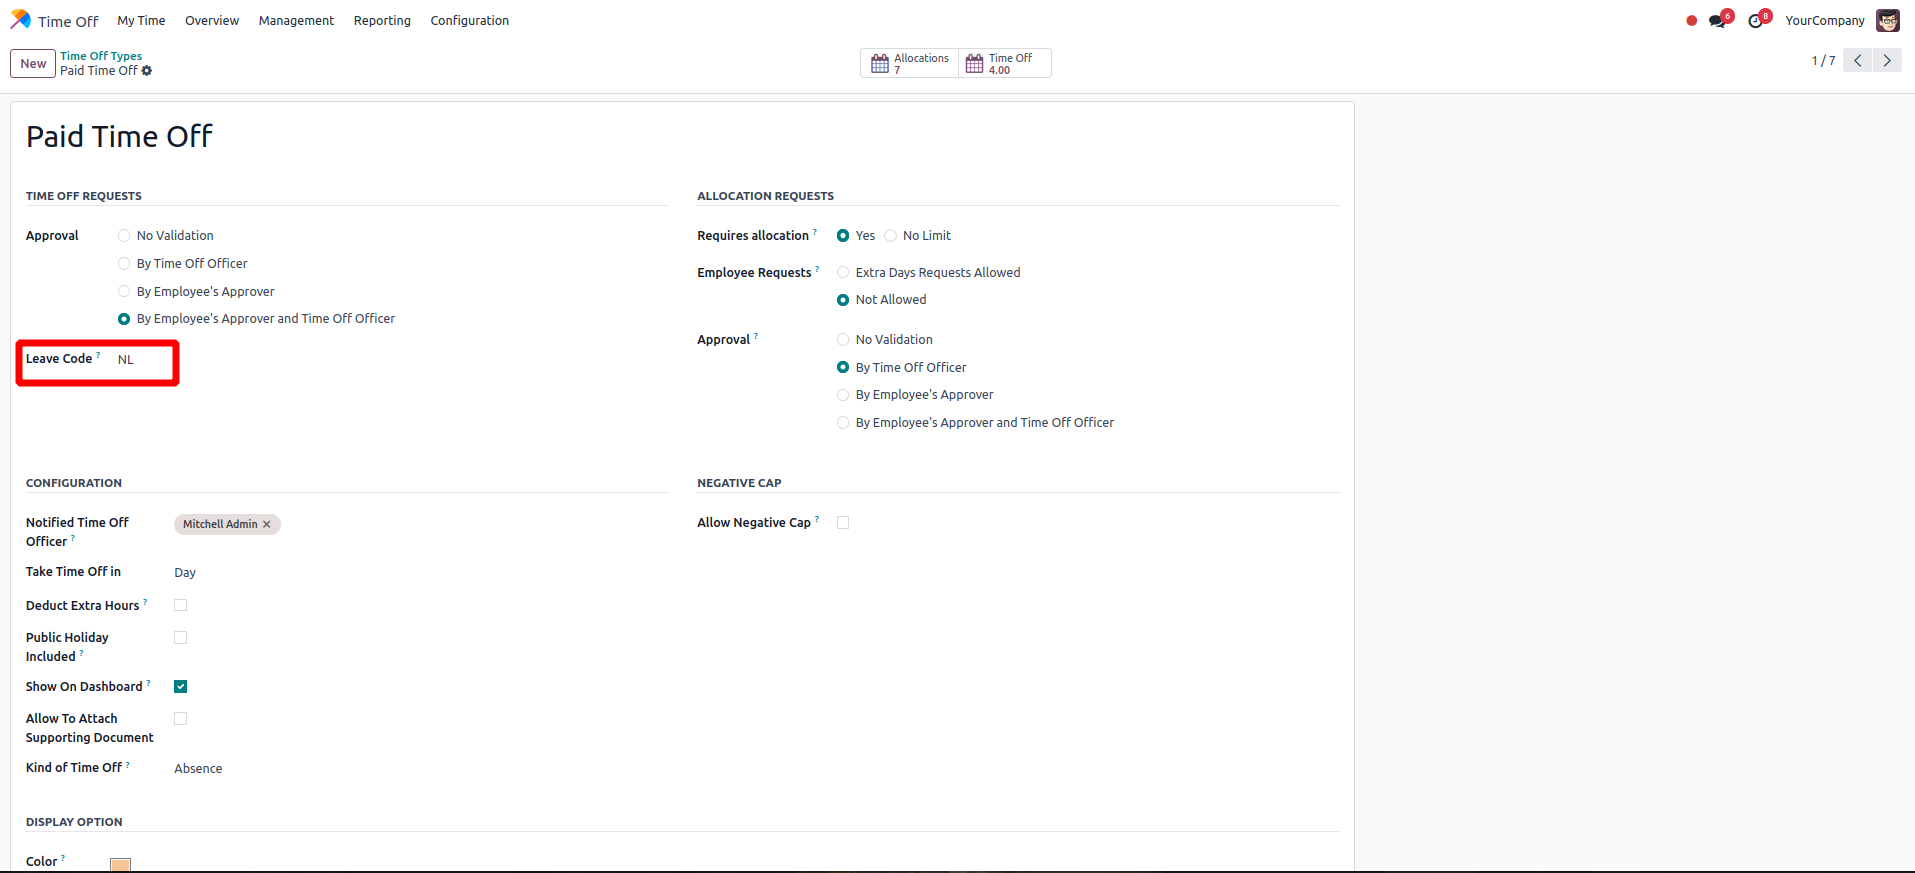 Time Off My Time Overview Management Reporting Configuration
6 8 YourCompany
New Time Off Types
Paid Time Off
Allocations
7
Time Off
4.00
1 / 7
Paid Time Off
TIME OFF REQUESTS
Approval No Validation
By Time Off Officer
By Employee's Approver
By Employee's Approver and Time Off Officer
Leave Code ? NL
ALLOCATION REQUESTS
Requires allocation ? Yes No Limit
Employee Requests ? Extra Days Requests Allowed
Not Allowed
Approval ? No Validation
By Time Off Officer
By Employee's Approver
By Employee's Approver and Time Off Officer
CONFIGURATION
Notified Time Off
Officer ? Mitchell Admin ×
Take Time Off in Day
Deduct Extra Hours ?
Public Holiday
Included ?
Show On Dashboard ?
Allow To Attach
Supporting Document
Kind of Time Off ? Absence
NEGATIVE CAP
Allow Negative Cap ?
DISPLAY OPTION
Color ?